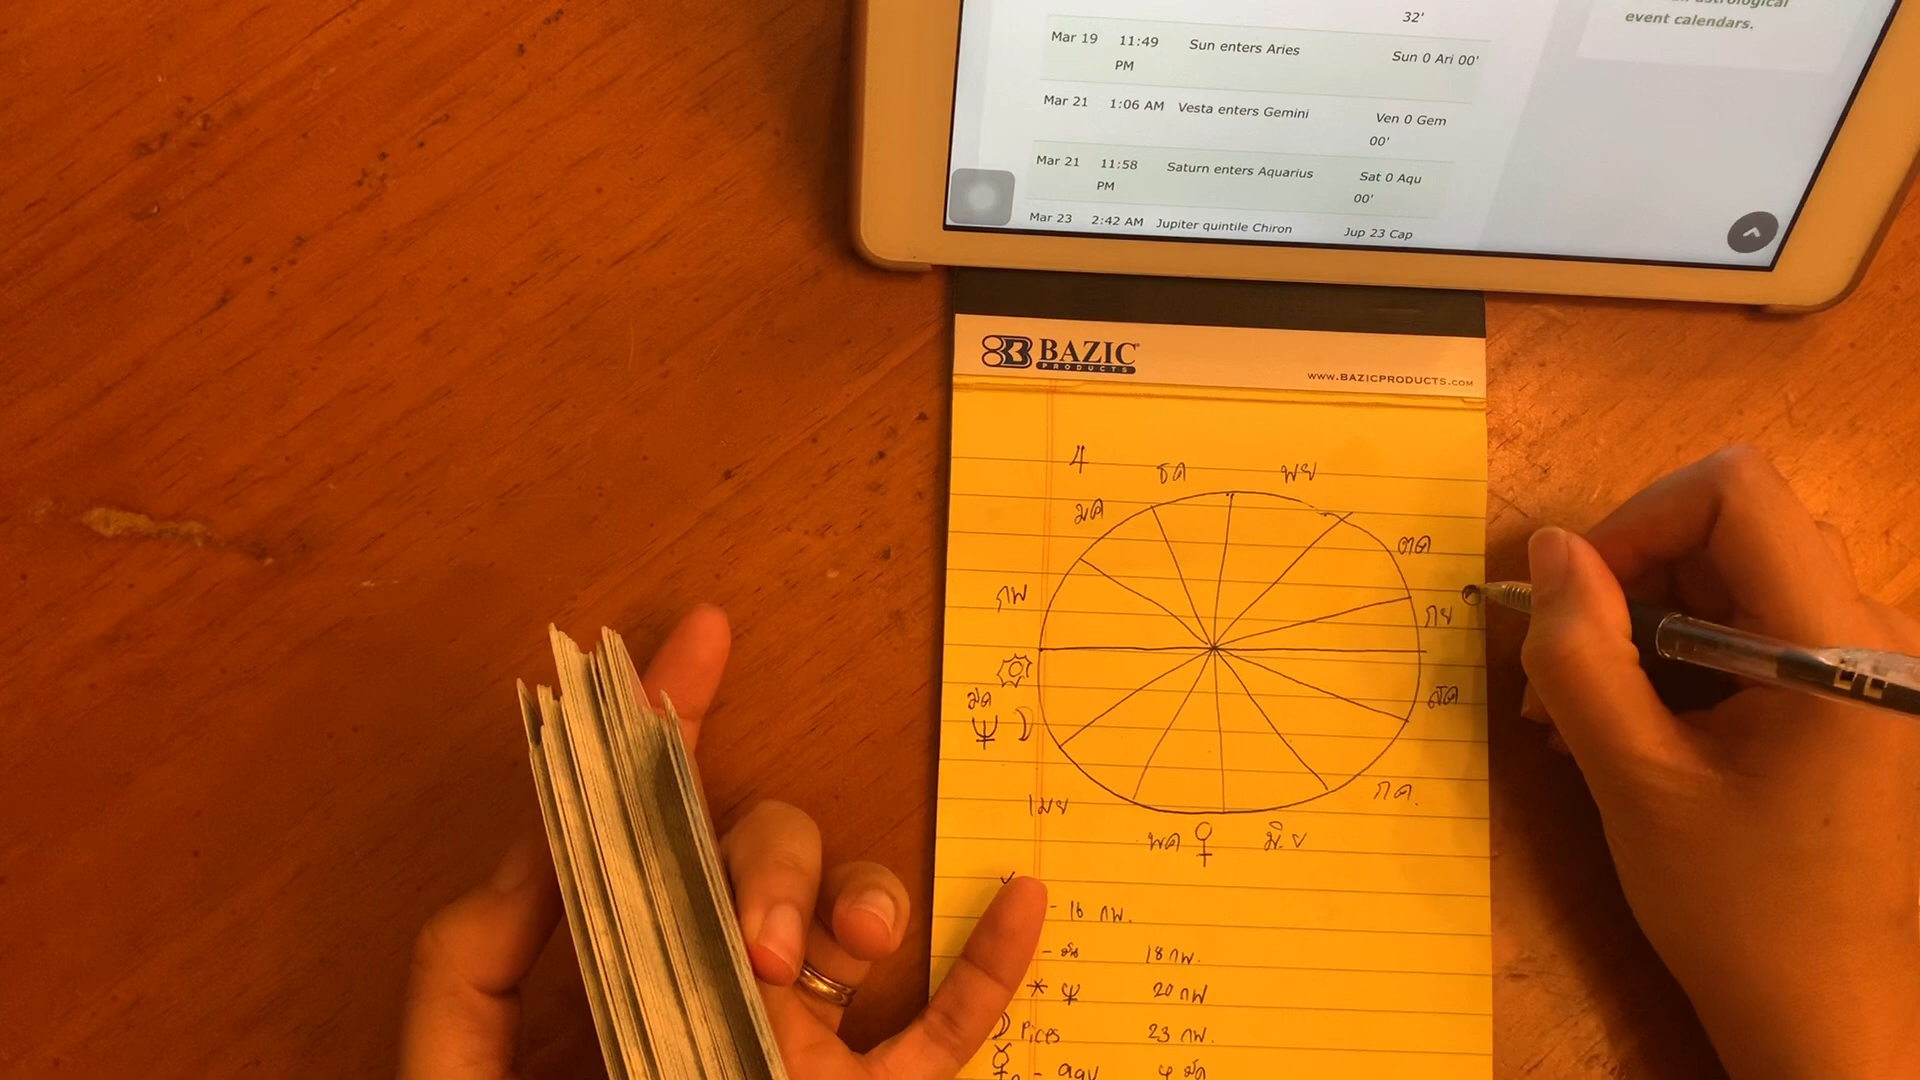 32'
astrological
event calendars.
Mar 19 11:49 PM Sun enters Aries Sun 0 Ari 00'
Mar 21 1:06 AM Vesta enters Gemini Ven 0 Gem 00'
Mar 21 11:58 PM Saturn enters Aquarius Sat 0 Aqu 00'
Mar 23 2:42 AM Jupiter quintile Chiron Jup 23 Cap
BAZIC
PRODUCTS
WWW.BAZICPRODUCTS.COM
4 ธค พย
มค
ตค
กพ
กย
มค
สค
เมย
กค.
พค ♀ มิ.ย
- 16 กพ.
18 กพ.
* Ψ 20 กพ
☽ Pices 23 กพ.